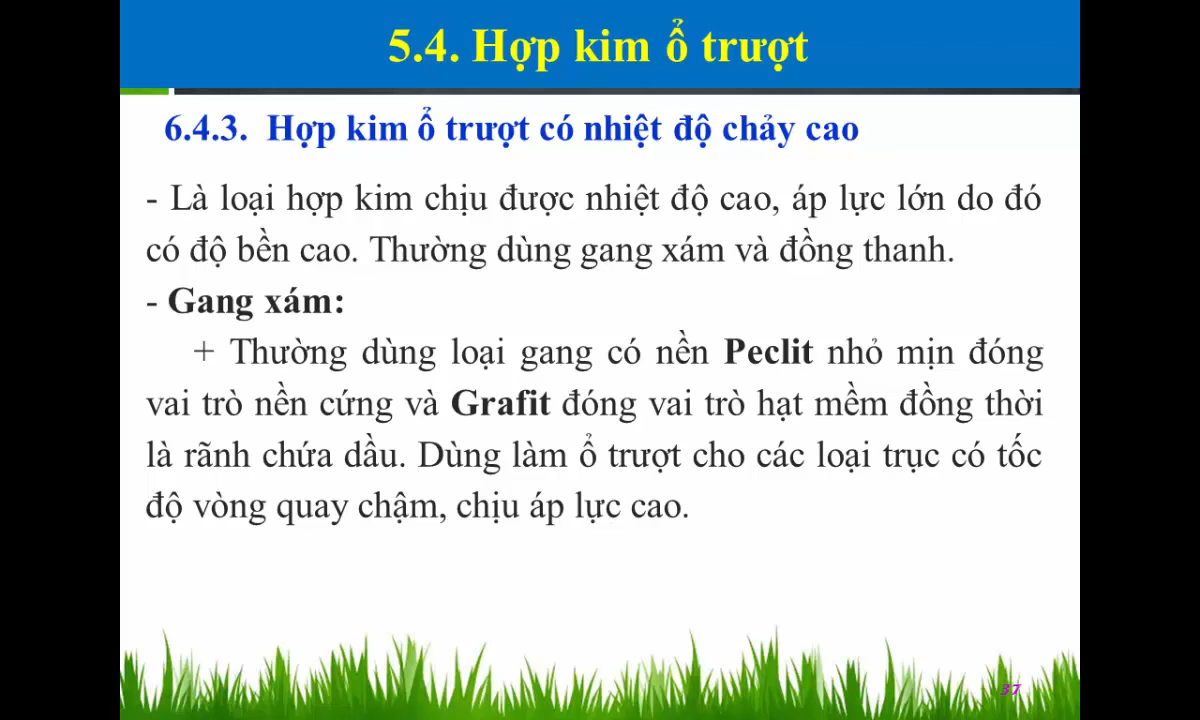 5.4. Hợp kim ổ trượt
6.4.3. Hợp kim ổ trượt có nhiệt độ chảy cao
- Là loại hợp kim chịu được nhiệt độ cao, áp lực lớn do đó
có độ bền cao. Thường dùng gang xám và đồng thanh.
- Gang xám:
+ Thường dùng loại gang có nền Peclit nhỏ mịn đóng
vai trò nền cứng và Grafit đóng vai trò hạt mềm đồng thời
là rãnh chứa dầu. Dùng làm ổ trượt cho các loại trục có tốc
độ vòng quay chậm, chịu áp lực cao.
37